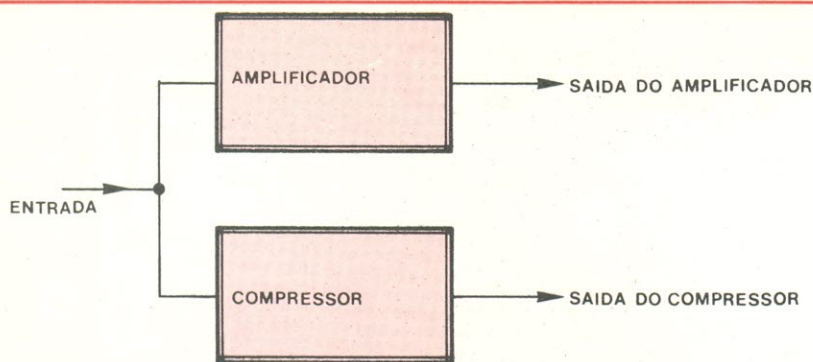 AMPLIFICADOR
SAIDA DO AMPLIFICADOR
ENTRADA
COMPRESSOR
SAIDA DO COMPRESSOR